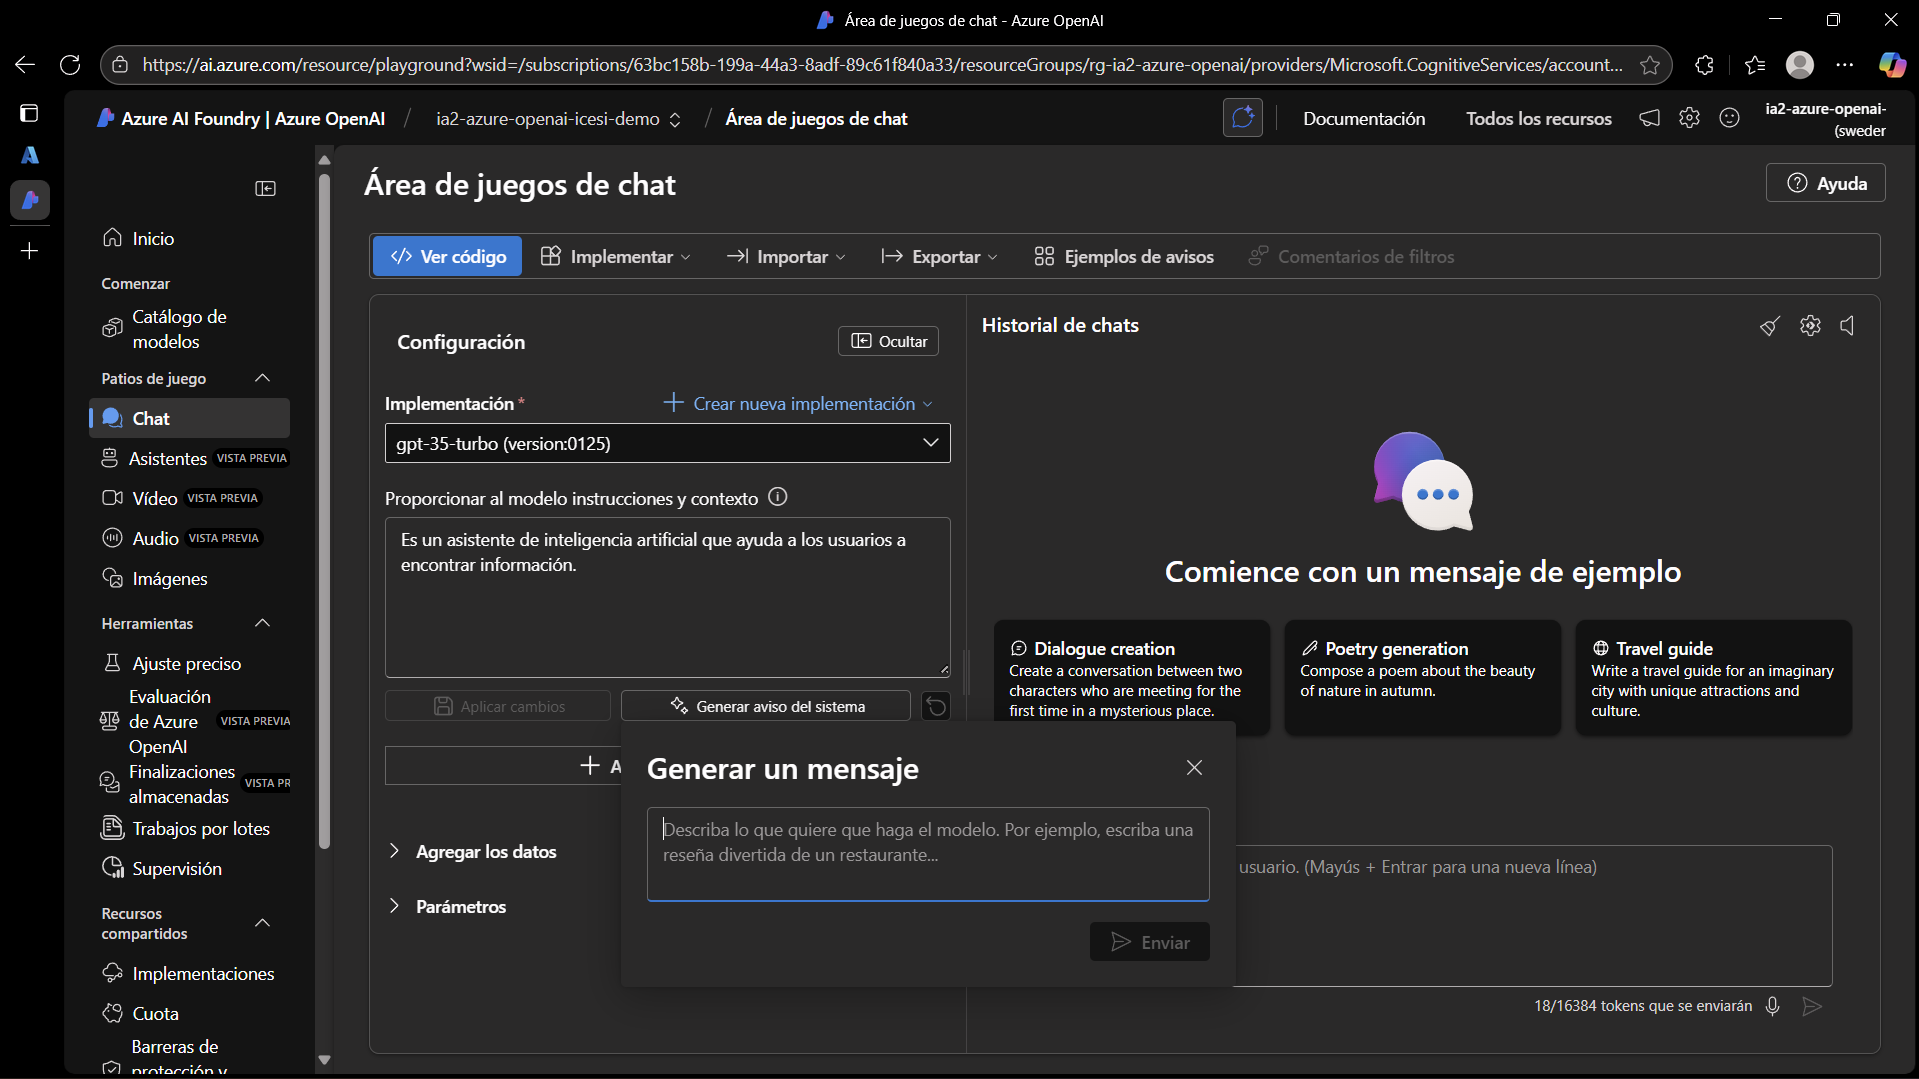 Área de juegos de chat - Azure OpenAI
https://ai.azure.com/resource/playground?wsid=/subscriptions/63bc158b-199a-44a3-8adf-89c61f840a33/resourceGroups/rg-ia2-azure-openai/providers/Microsoft.CognitiveServices/account...
Azure AI Foundry | Azure OpenAI / ia2-azure-openai-icesi-demo / Área de juegos de chat
Documentación
Todos los recursos
ia2-azure-openai-
(sweder
Inicio
Comenzar
Catálogo de
modelos
Patios de juego
Chat
Asistentes VISTA PREVIA
Vídeo VISTA PREVIA
Audio VISTA PREVIA
Imágenes
Herramientas
Ajuste preciso
Evaluación
de Azure VISTA PREVIA
OpenAI
Finalizaciones
almacenadas VISTA PR
Trabajos por lotes
Supervisión
Recursos
compartidos
Implementaciones
Cuota
Barreras de
protección y
Área de juegos de chat
Ayuda
Ver código
Implementar
Importar
Exportar
Ejemplos de avisos
Comentarios de filtros
Configuración
Ocultar
Implementación*
Crear nueva implementación
gpt-35-turbo (version:0125)
Proporcionar al modelo instrucciones y contexto
Es un asistente de inteligencia artificial que ayuda a los usuarios a
encontrar información.
Aplicar cambios
Generar aviso del sistema
A
Agregar los datos
Parámetros
Generar un mensaje
Describa lo que quiere que haga el modelo. Por ejemplo, escriba una
reseña divertida de un restaurante...
Enviar
Historial de chats
Comience con un mensaje de ejemplo
Dialogue creation
Create a conversation between two
characters who are meeting for the
first time in a mysterious place.
Poetry generation
Compose a poem about the beauty
of nature in autumn.
Travel guide
Write a travel guide for an imaginary
city with unique attractions and
culture.
usuario. (Mayús + Entrar para una nueva línea)
18/16384 tokens que se enviarán